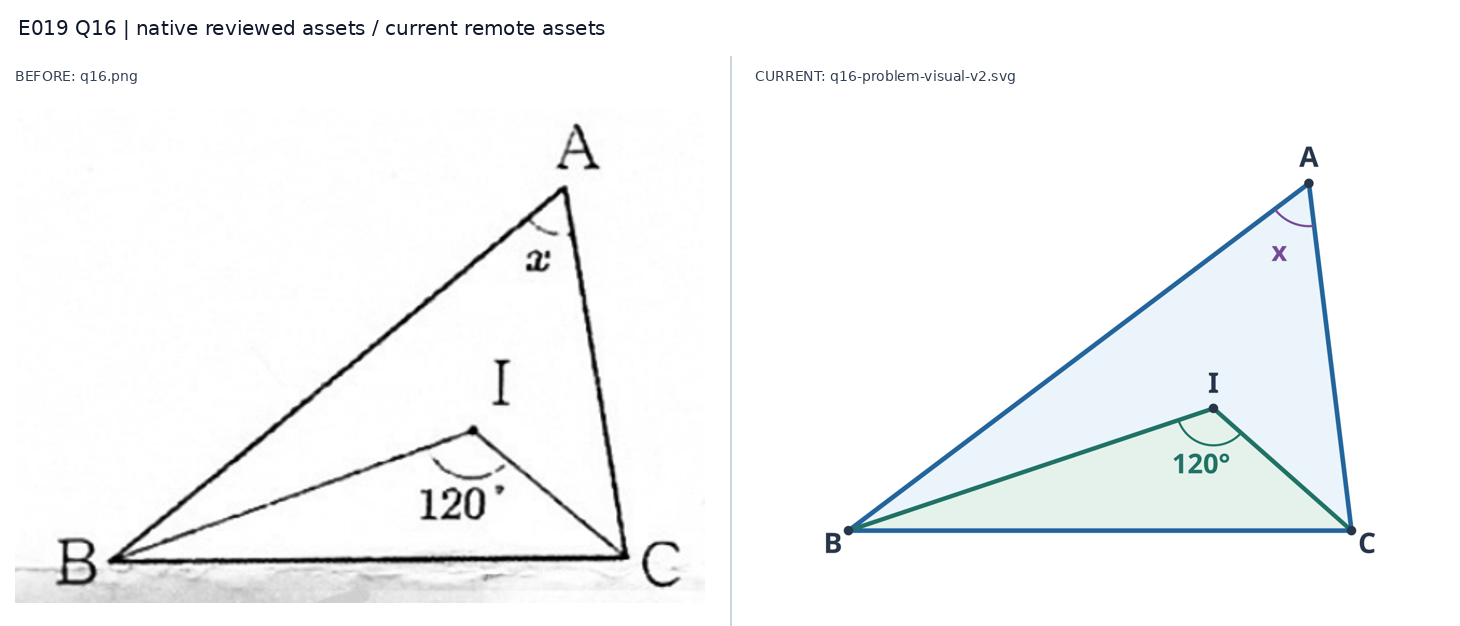 E019 Q16 | native reviewed assets / current remote assets
BEFORE: q16.png
CURRENT: q16-problem-visual-v2.svg
A
x
I
120°
B
C
A
x
I
120°
B
C